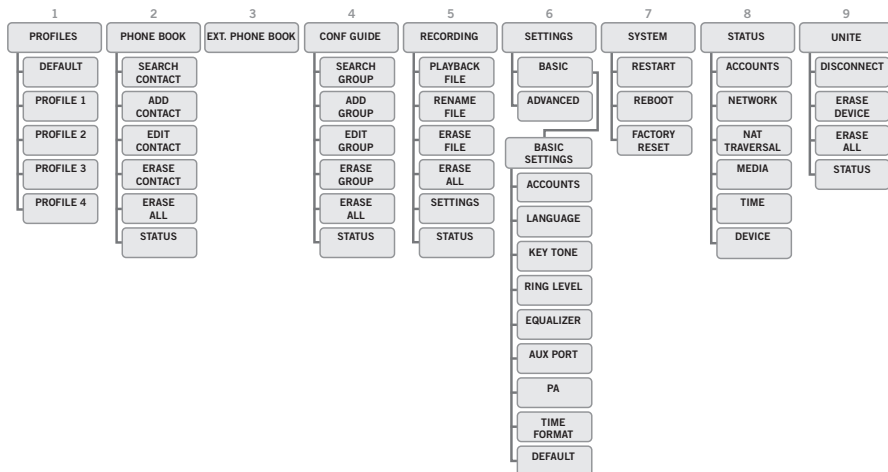 1
PROFILES
DEFAULT
PROFILE 1
PROFILE 2
PROFILE 3
PROFILE 4
2
PHONE BOOK
SEARCH
CONTACT
ADD
CONTACT
EDIT
CONTACT
ERASE
CONTACT
ERASE
ALL
STATUS
3
EXT. PHONE BOOK
4
CONF GUIDE
SEARCH
GROUP
ADD
GROUP
EDIT
GROUP
ERASE
GROUP
ERASE
ALL
STATUS
5
RECORDING
PLAYBACK
FILE
RENAME
FILE
ERASE
FILE
ERASE
ALL
SETTINGS
STATUS
6
SETTINGS
BASIC
ADVANCED
BASIC
SETTINGS
ACCOUNTS
LANGUAGE
KEY TONE
RING LEVEL
EQUALIZER
AUX PORT
PA
TIME
FORMAT
DEFAULT
7
SYSTEM
RESTART
REBOOT
FACTORY
RESET
8
STATUS
ACCOUNTS
NETWORK
NAT
TRAVERSAL
MEDIA
TIME
DEVICE
9
UNITE
DISCONNECT
ERASE
DEVICE
ERASE
ALL
STATUS